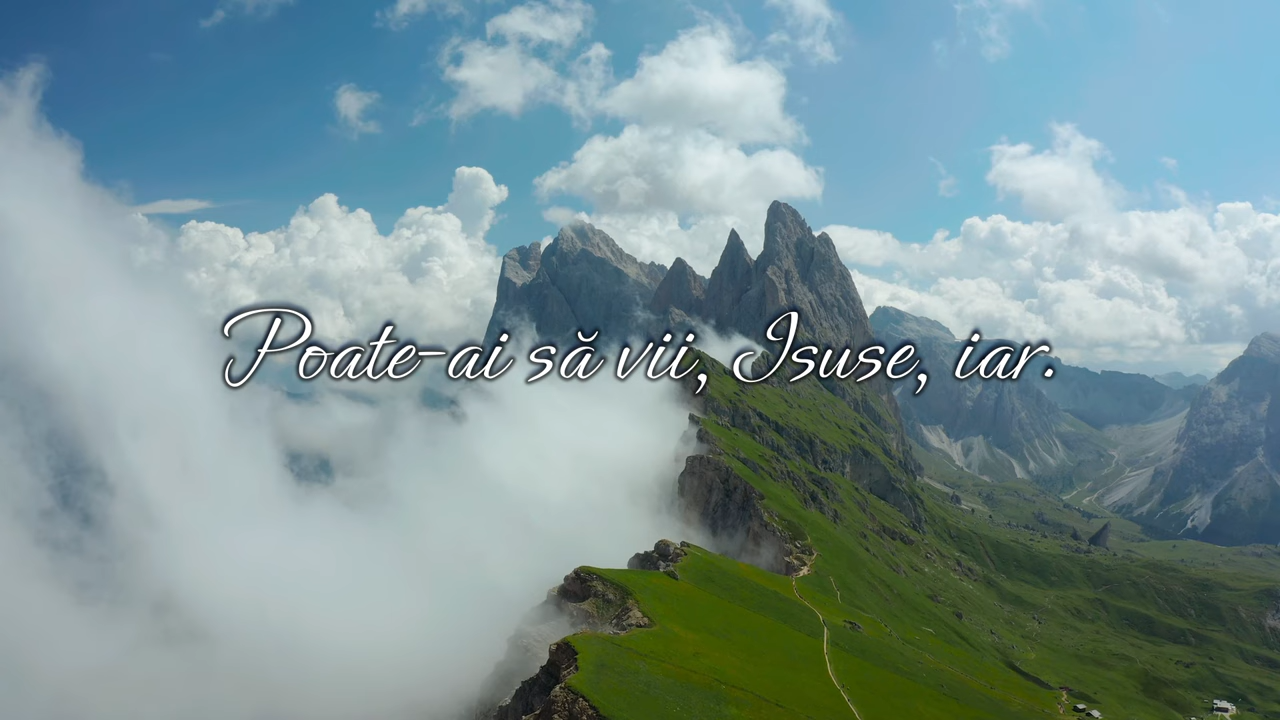 Poate-ai să vii, Isuse, iar.